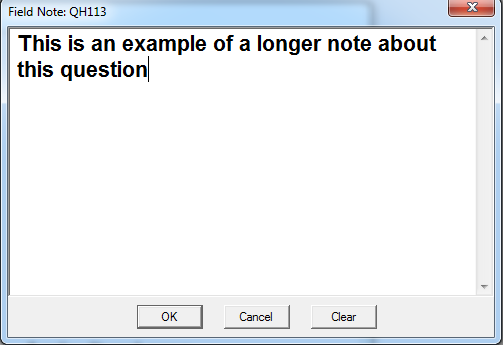 Field Note: QH113
This is an example of a longer note about
this question
OK
Cancel
Clear